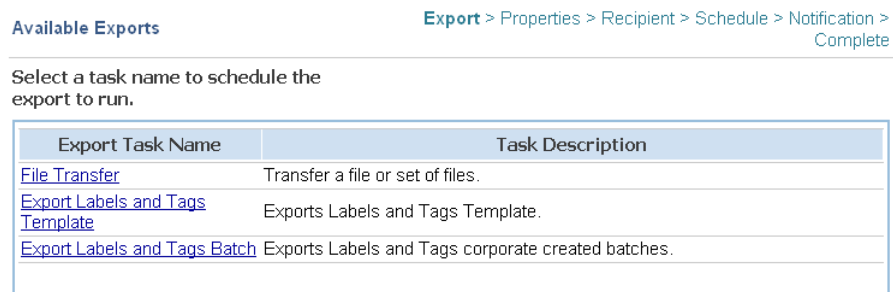 Available Exports
Export > Properties > Recipient > Schedule > Notification >
Complete
Select a task name to schedule the
export to run.
Export Task Name Task Description
File Transfer Transfer a file or set of files.
Export Labels and Tags
Template Exports Labels and Tags Template.
Export Labels and Tags Batch Exports Labels and Tags corporate created batches.